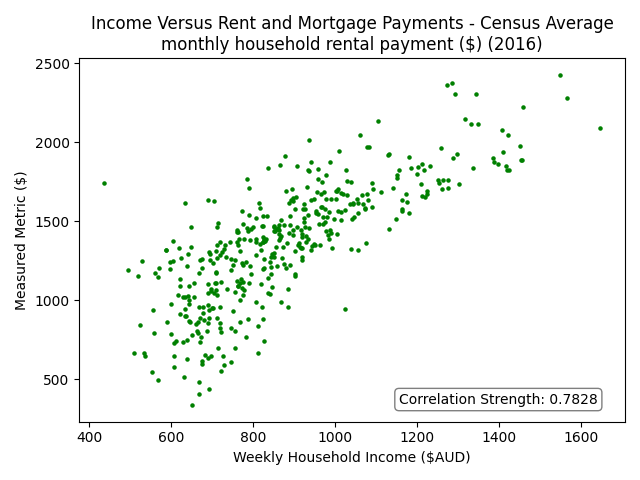 Income Versus Rent and Mortgage Payments - Census Average
monthly household rental payment ($) (2016)
2500
2000
1500
1000
500
Measured Metric ($)
Correlation Strength: 0.7828
400 600 800 1000 1200 1400 1600
Weekly Household Income ($AUD)